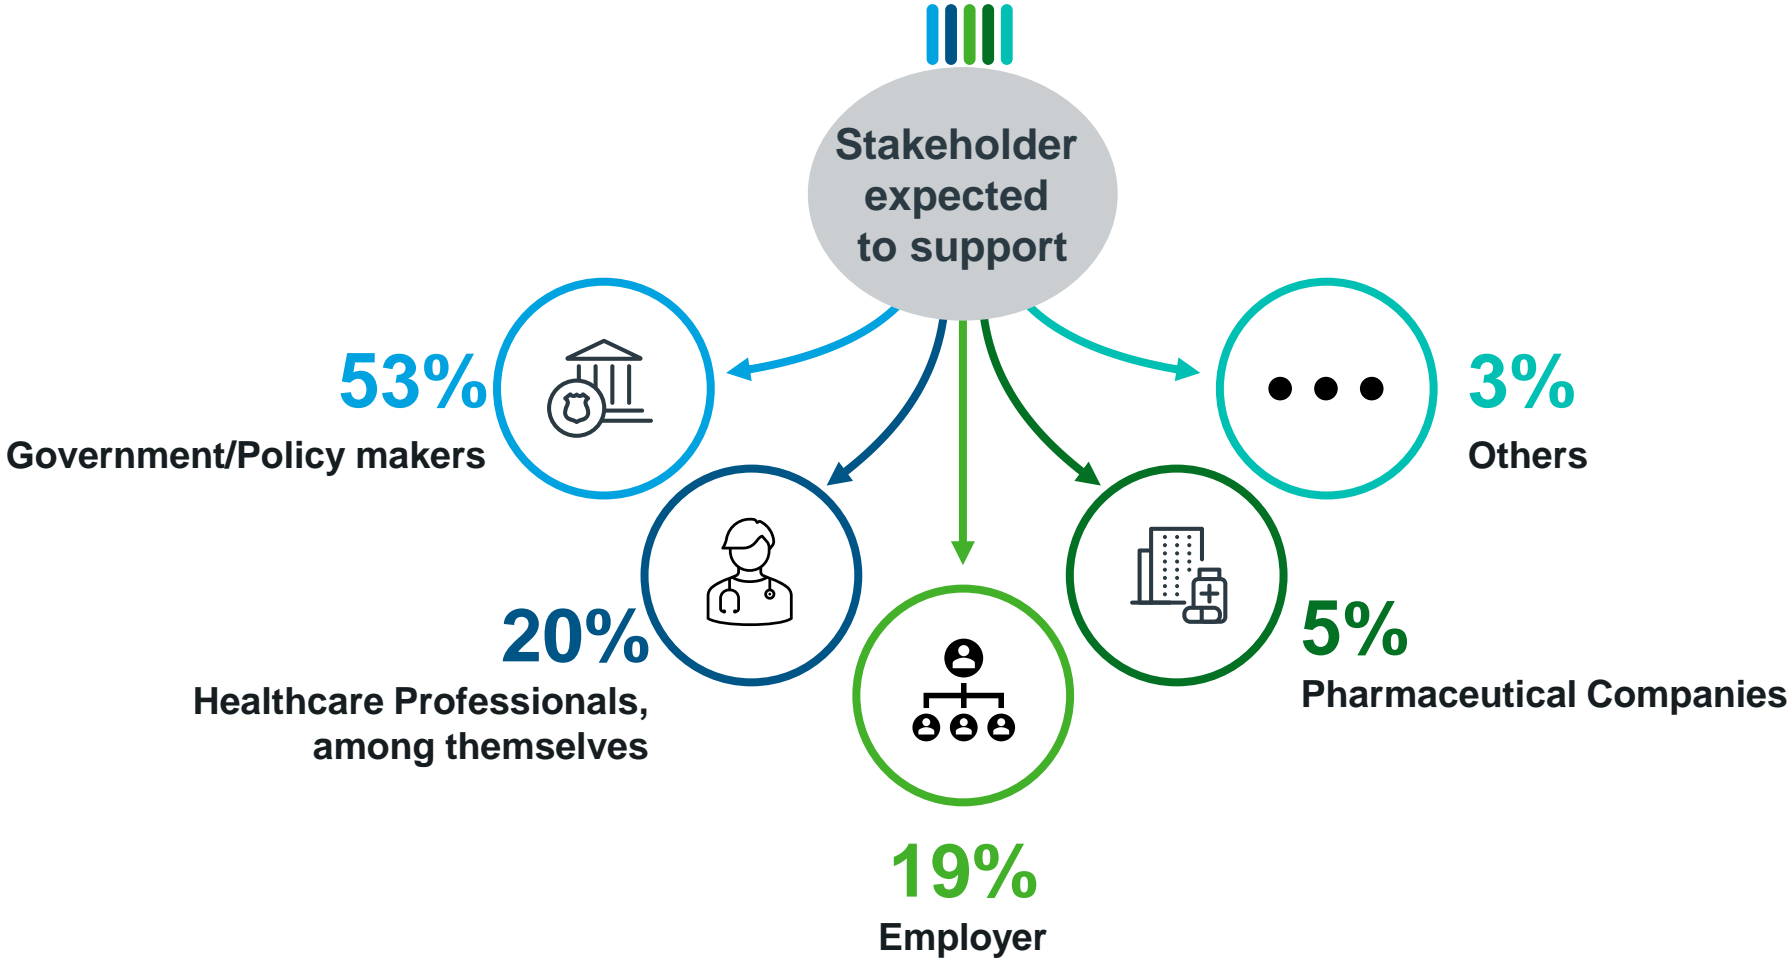 Stakeholder
expected
to support
53%
Government/Policy makers
20%
Healthcare Professionals,
among themselves
19%
Employer
5%
Pharmaceutical Companies
3%
Others